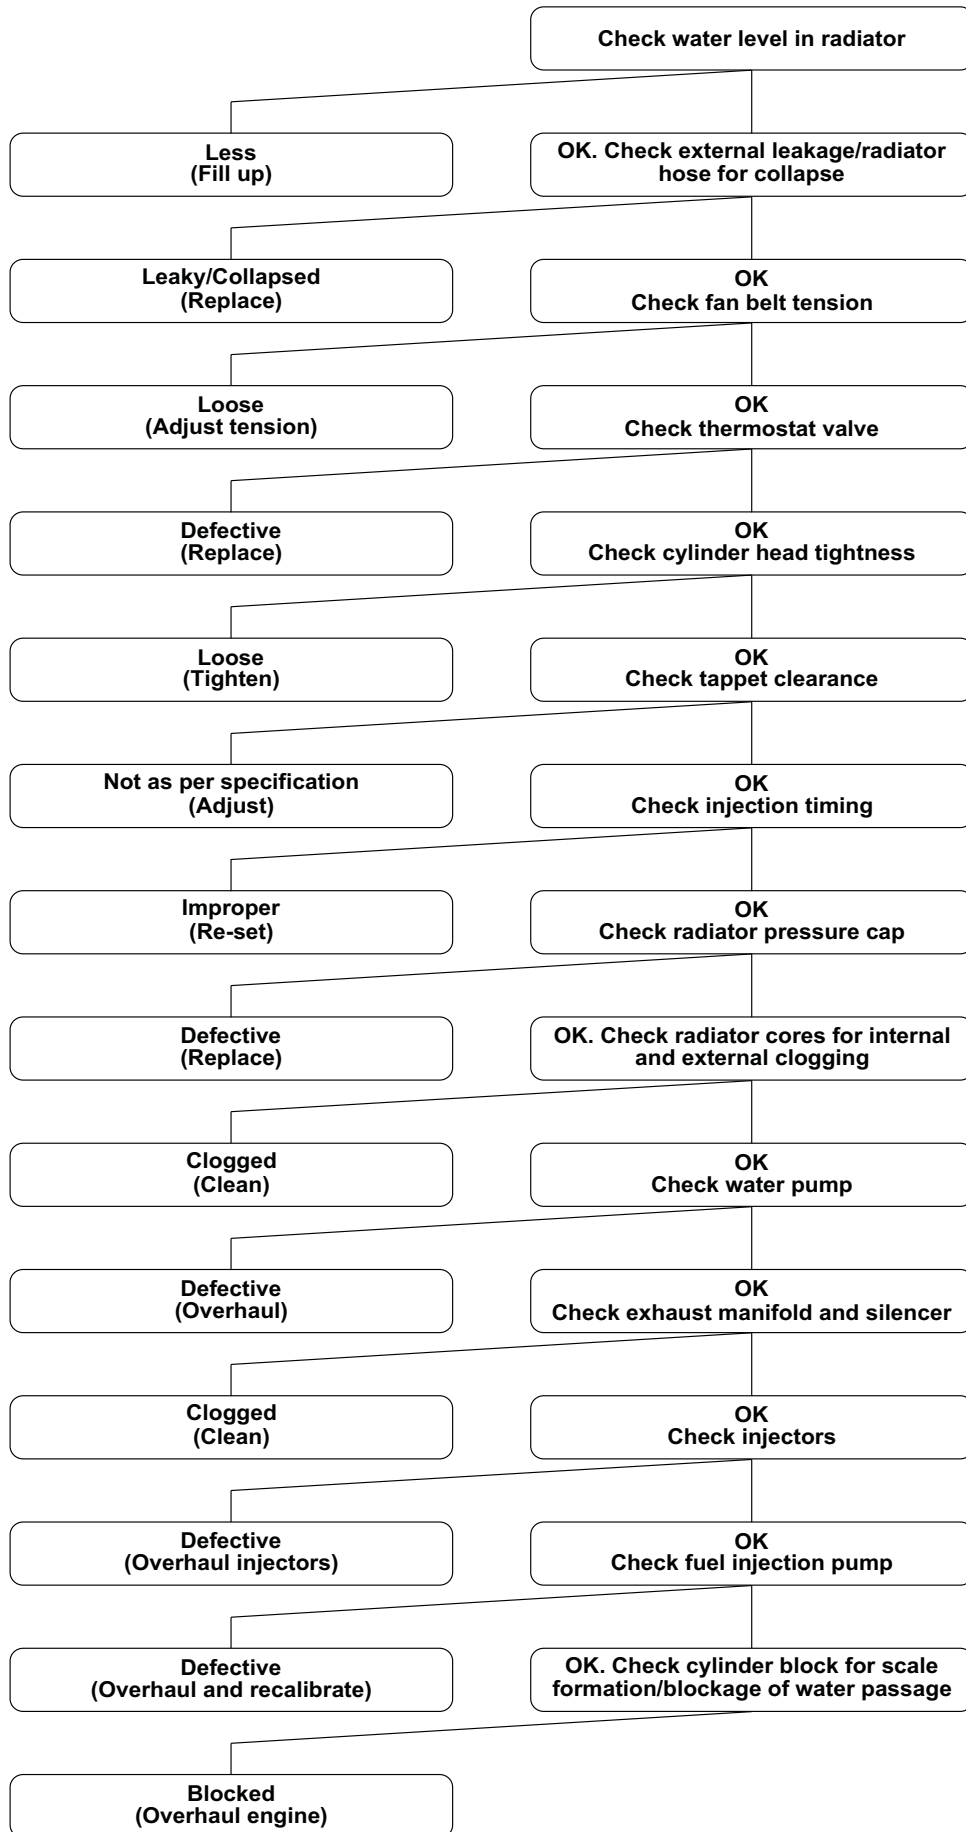 Check water level in radiator
Less
(Fill up)
OK. Check external leakage/radiator
hose for collapse
Leaky/Collapsed
(Replace)
OK
Check fan belt tension
Loose
(Adjust tension)
OK
Check thermostat valve
Defective
(Replace)
OK
Check cylinder head tightness
Loose
(Tighten)
OK
Check tappet clearance
Not as per specification
(Adjust)
OK
Check injection timing
Improper
(Re-set)
OK
Check radiator pressure cap
Defective
(Replace)
OK. Check radiator cores for internal
and external clogging
Clogged
(Clean)
OK
Check water pump
Defective
(Overhaul)
OK
Check exhaust manifold and silencer
Clogged
(Clean)
OK
Check injectors
Defective
(Overhaul injectors)
OK
Check fuel injection pump
Defective
(Overhaul and recalibrate)
OK. Check cylinder block for scale
formation/blockage of water passage
Blocked
(Overhaul engine)